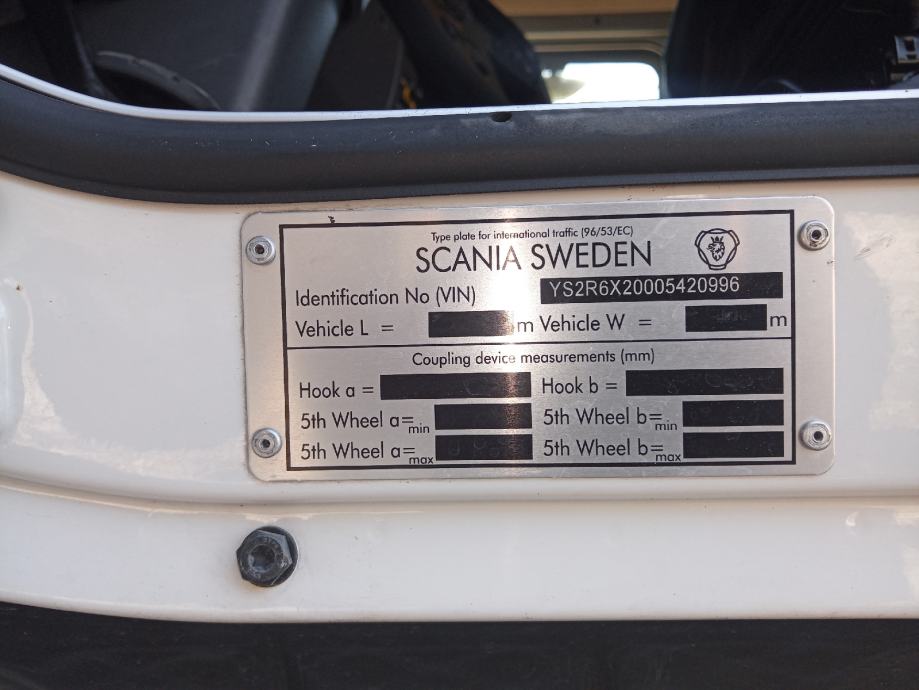 Type plate for international traffic (96/53/EC)
SCANIA SWEDEN
Identification No (VIN) YS2R6X20005420996
Vehicle L = m Vehicle W = m
Coupling device measurements (mm)
Hook a = Hook b =
5th Wheel a=min 5th Wheel b=min
5th Wheel a=max 5th Wheel b=max